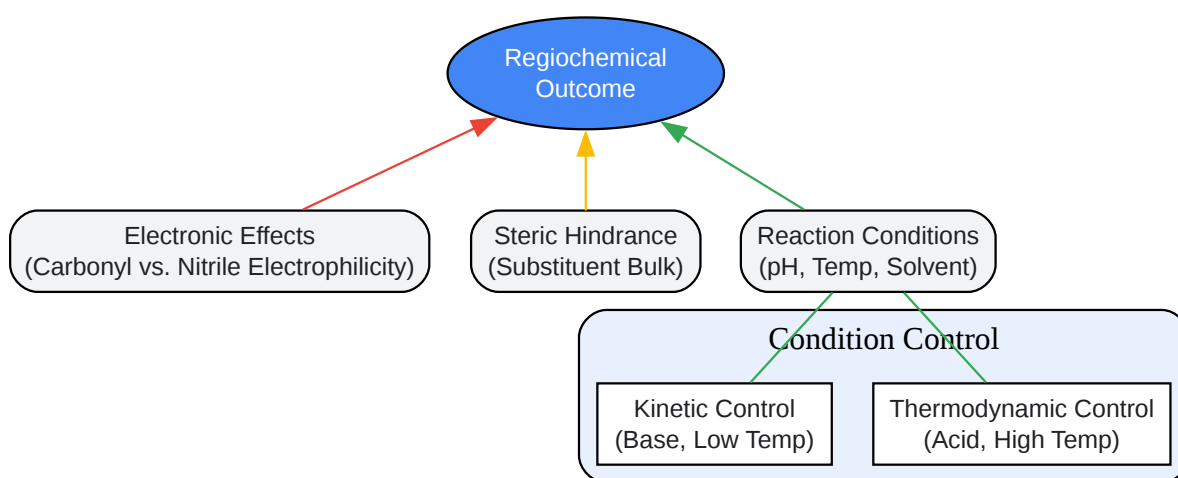 Regiochemical
Outcome
Electronic Effects
(Carbonyl vs. Nitrile Electrophilicity)
Steric Hindrance
(Substituent Bulk)
Reaction Conditions
(pH, Temp, Solvent)
Condition Control
Kinetic Control
(Base, Low Temp)
Thermodynamic Control
(Acid, High Temp)